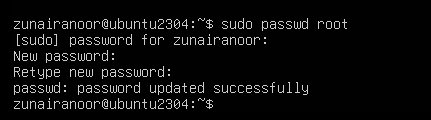 zunairanoor@ubuntu2304:~$ sudo passwd root
[sudo] password for zunairanoor:
New password:
Retype new password:
passwd: password updated successfully
zunairanoor@ubuntu2304:~$